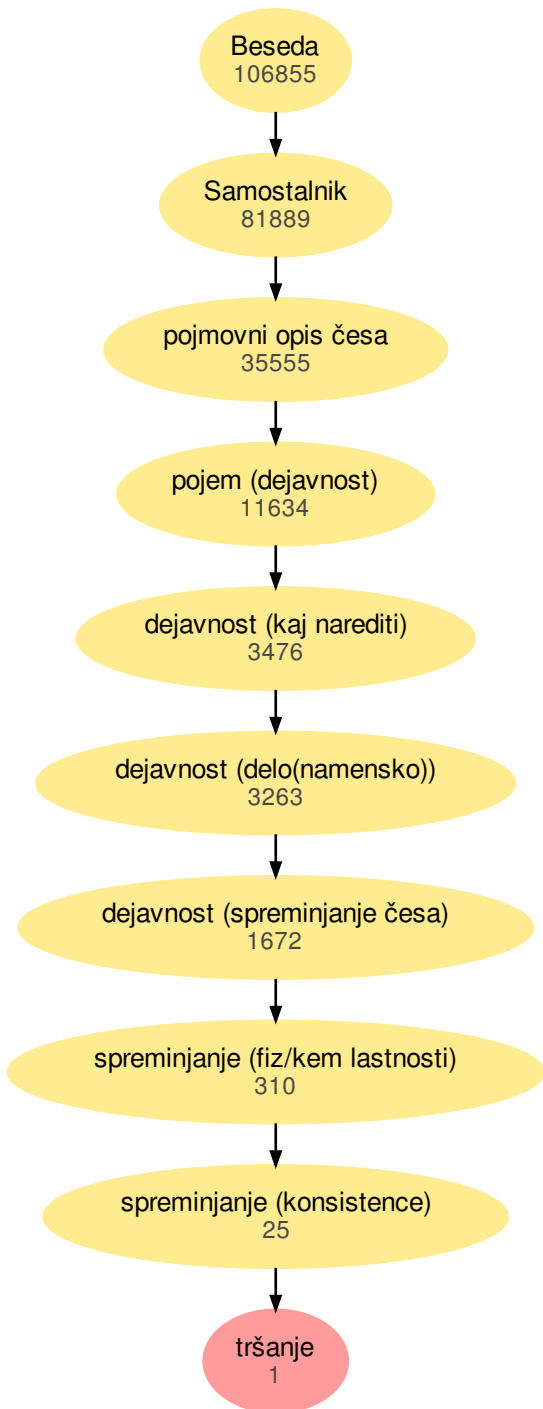 Beseda
106855
Samostalnik
81889
pojmovni opis česa
35555
pojem (dejavnost)
11634
dejavnost (kaj narediti)
3476
dejavnost (delo(namensko))
3263
dejavnost (spreminjanje česa)
1672
spreminjanje (fiz/kem lastnosti)
310
spreminjanje (konsistence)
25
tršanje
1